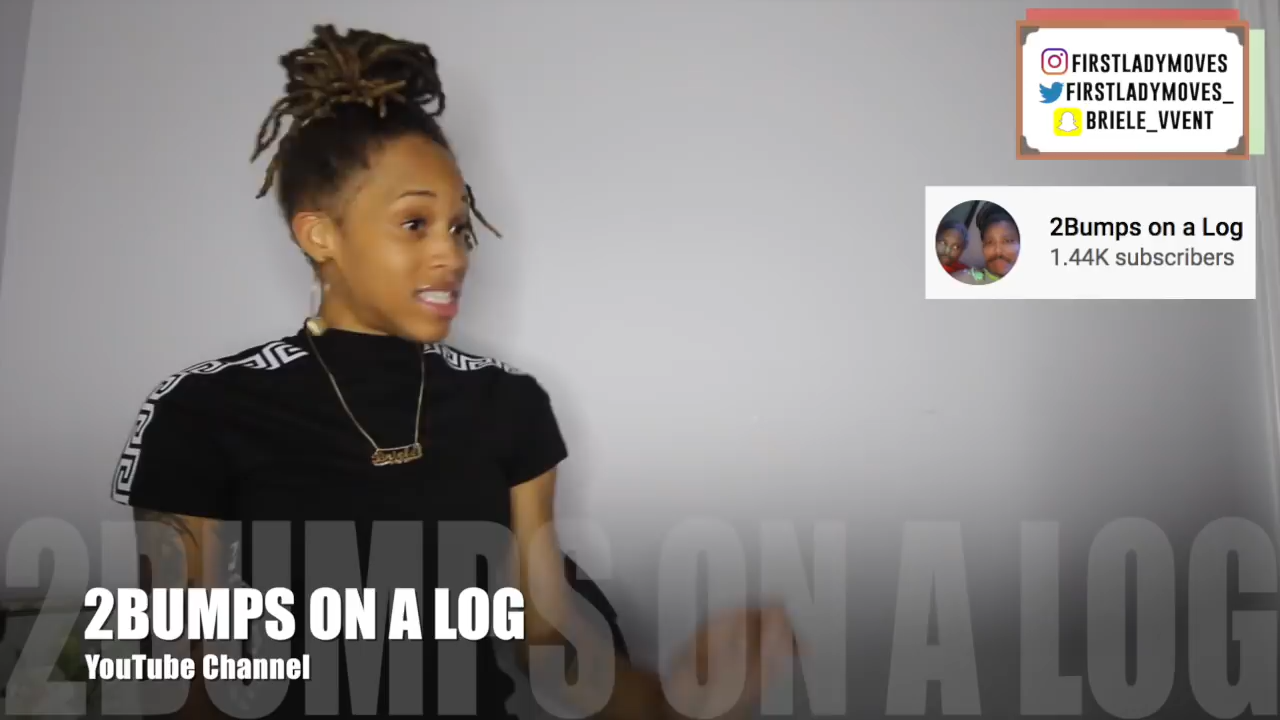 FIRSTLADYMOVES
FIRSTLADYMOVES_
BRIELE_VVENT
2Bumps on a Log
1.44K subscribers
2BUMPS ON A LOG
2BUMPS ON A LOG
YouTube Channel